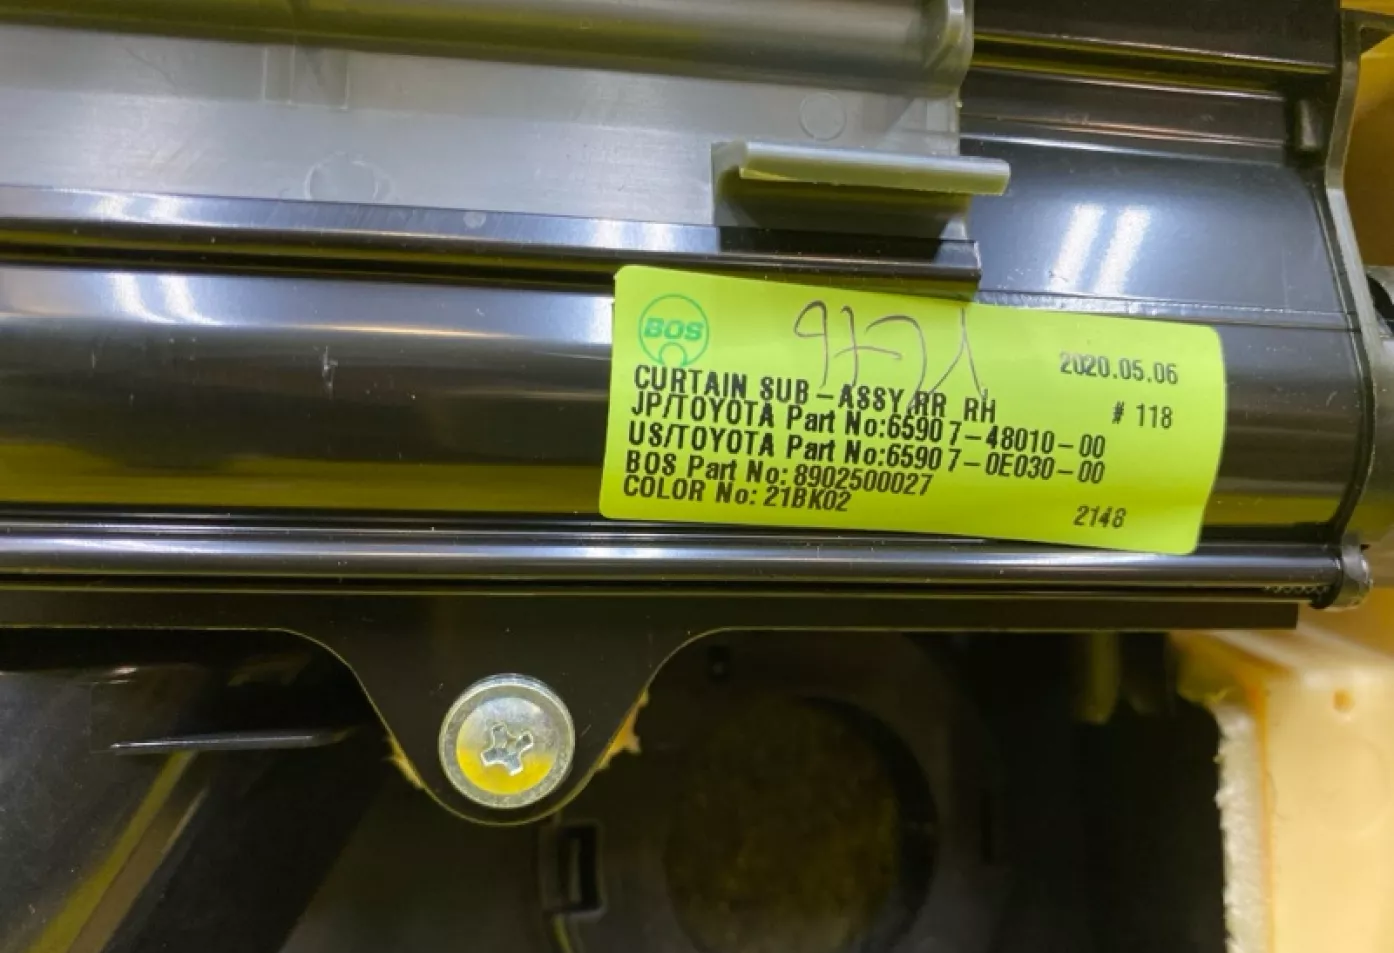 BOS
2020.05.06
CURTAIN SUB-ASSY,RR RH
# 118
JP/TOYOTA Part No:65907-48010-00
US/TOYOTA Part No:65907-0E030-00
BOS Part No: 8902500027
COLOR No: 21BK02
2148